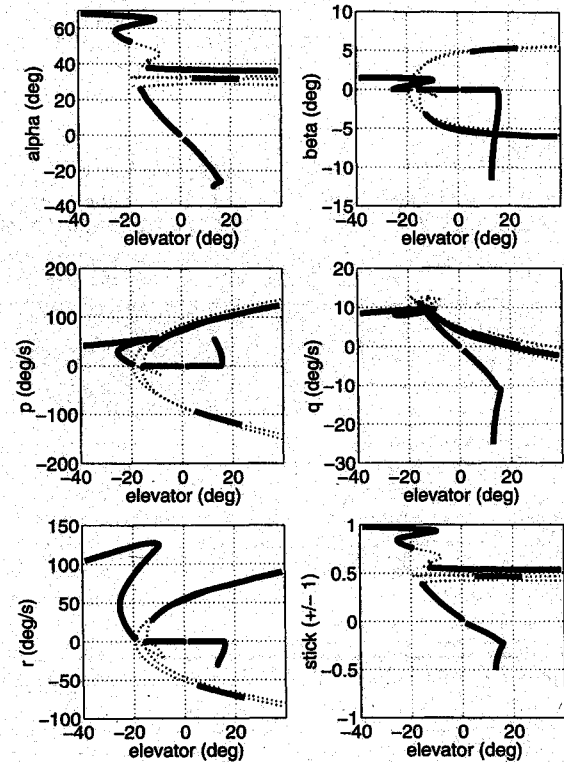 60
40
20
0
−20
−40
alpha (deg)
−40 −20 0 20
elevator (deg)
10
5
0
−5
−10
−15
beta (deg)
−40 −20 0 20
elevator (deg)
200
100
0
−100
−200
p (deg/s)
−40 −20 0 20
elevator (deg)
20
10
0
−10
−20
−30
q (deg/s)
−40 −20 0 20
elevator (deg)
150
100
50
0
−50
−100
r (deg/s)
−40 −20 0 20
elevator (deg)
1
0.5
0
−0.5
−1
stick (+/− 1)
−40 −20 0 20
elevator (deg)